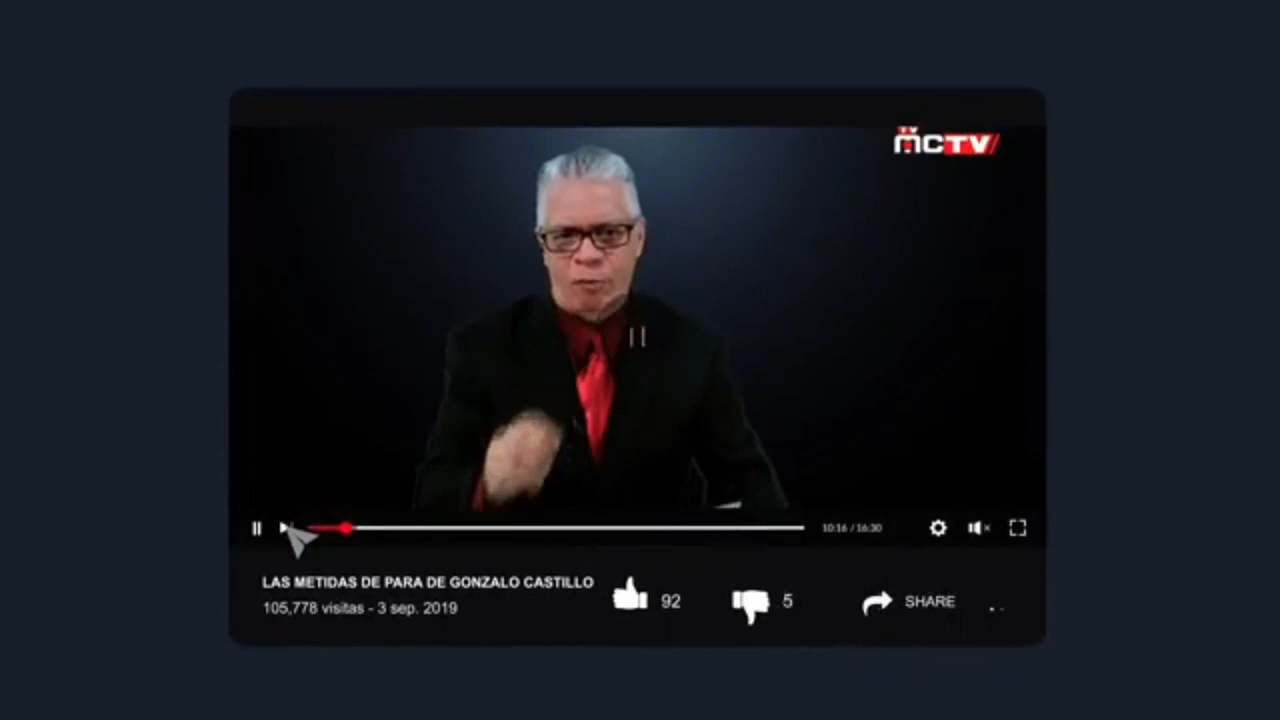 MCTV
10:16 / 16:30
LAS METIDAS DE PARA DE GONZALO CASTILLO
105,778 visitas - 3 sep. 2019
92
5
SHARE